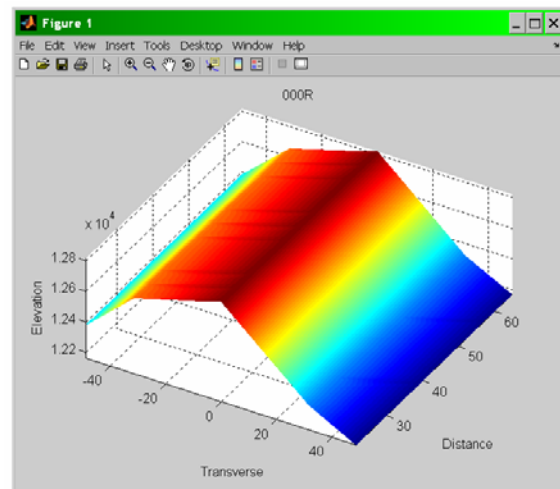 Figure 1
File Edit View Insert Tools Desktop Window Help
000R
x 10^4
1.28
1.26
1.24
1.22
Elevation
-40
-20
0
20
40
Transverse
30
40
50
60
Distance